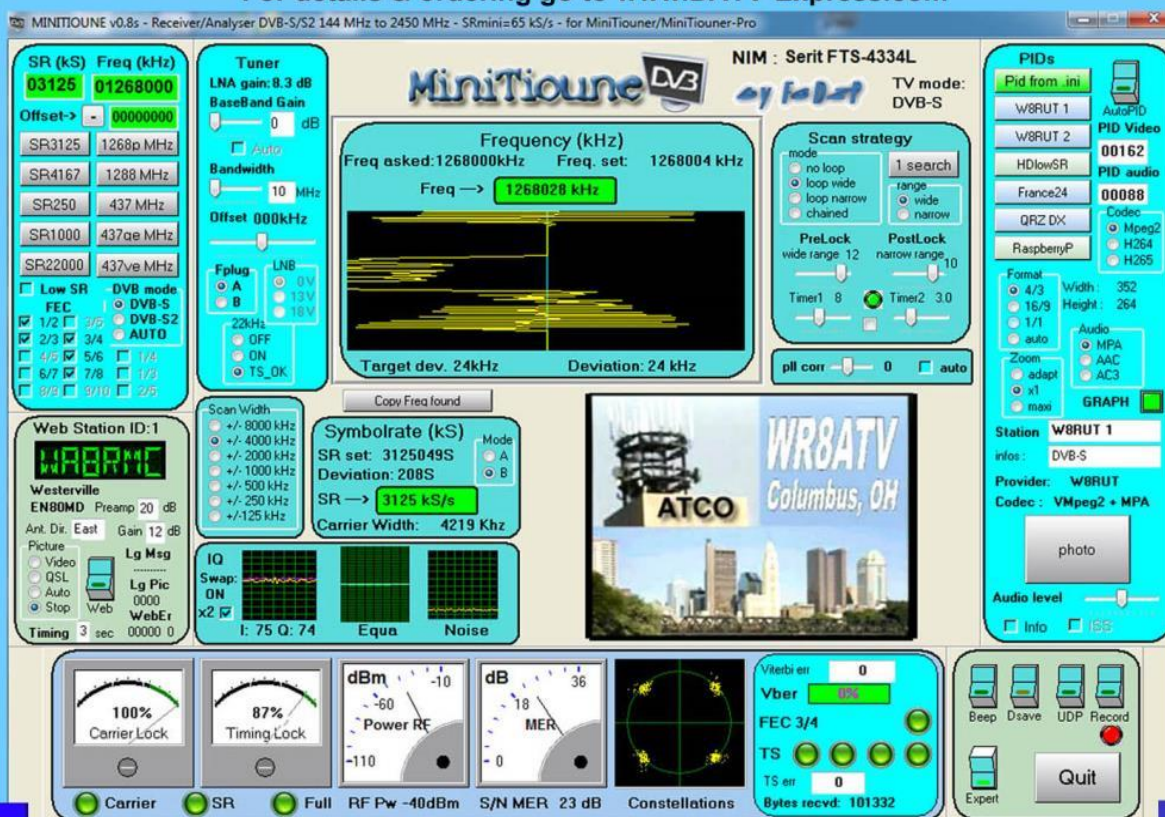 For details & ordering go to www.DATV-Express.com
MINITIOUNE v0.8s - Receiver/Analyser DVB-S/S2 144 MHz to 2450 MHz - SRmini=65 kS/s - for MiniTiouner/MiniTiouner-Pro
SR (kS) Freq (kHz)
03125 01268000
Offset-> - 00000000
SR3125 1268p MHz
SR4167 1288 MHz
SR250 437 MHz
SR1000 437qe MHz
SR22000 437ve MHz
Low SR
FEC
1/2 3/5
2/3 3/4
4/5 5/6 1/4
6/7 7/8 1/3
8/9 9/10 2/5
DVB mode
DVB-S
DVB-S2
AUTO
Tuner
LNA gain: 8.3 dB
BaseBand Gain
0 dB
Auto
Bandwidth
10 MHz
Offset 000kHz
Fplug
A
B
LNB
0V
13V
18V
22kHz
OFF
ON
TS_OK
MiniTioune DVB
NIM : Serit FTS-4334L
TV mode:
DVB-S
Frequency (kHz)
Freq asked:1268000kHz Freq. set: 1268004 kHz
Freq —> 1268028 kHz
Target dev. 24kHz Deviation: 24 kHz
Scan strategy
mode
no loop
loop wide
loop narrow
chained
1 search
range
wide
narrow
PreLock PostLock
wide range 12 narrow range 10
Timer1 8 Timer2 3.0
pll corr 0 auto
PIDs
Pid from .ini
W8RUT 1
W8RUT 2
HDlowSR
France24
QRZ DX
RaspberryP
AutoPID
PID Video
00162
PID audio
00088
Codec
Mpeg2
H264
H265
Format
4/3
16/9
1/1
auto
Width : 352
Height : 264
Audio
MPA
AAC
AC3
Zoom
adapt
x1
maxi
GRAPH
Station W8RUT 1
infos : DVB-S
Provider: W8RUT
Codec : VMpeg2 + MPA
photo
Audio level
Info ISS
Web Station ID:1
WA8RMC
Westerville
EN80MD Preamp 20 dB
Ant. Dir. East Gain 12 dB
Picture
Video
QSL
Auto
Stop
Web
Lg Msg
Lg Pic
0000
WebEr
Timing 3 sec 00000 0
Scan Width
+/- 8000 kHz
+/- 4000 kHz
+/- 2000 kHz
+/- 1000 kHz
+/- 500 kHz
+/- 250 kHz
+/-125 kHz
Copy Freq found
Symbolrate (kS)
SR set: 3125049S
Deviation: 208S
SR —> 3125 kS/s
Carrier Width: 4219 Khz
Mode
A
B
IQ
Swap:
ON
x2
I: 75 Q: 74 Equa Noise
WR8ATV
Columbus, OH
ATCO
100%
Carrier Lock
87%
Timing Lock
dBm -10
-60
Power RF
-110
dB 36
18
MER
0
Carrier SR Full RF Pw -40dBm S/N MER 23 dB Constellations
Viterbi err 0
Vber 0%
FEC 3/4
TS
TS err 0
Bytes recvd: 101332
Beep Dsave UDP Record
Expert
Quit